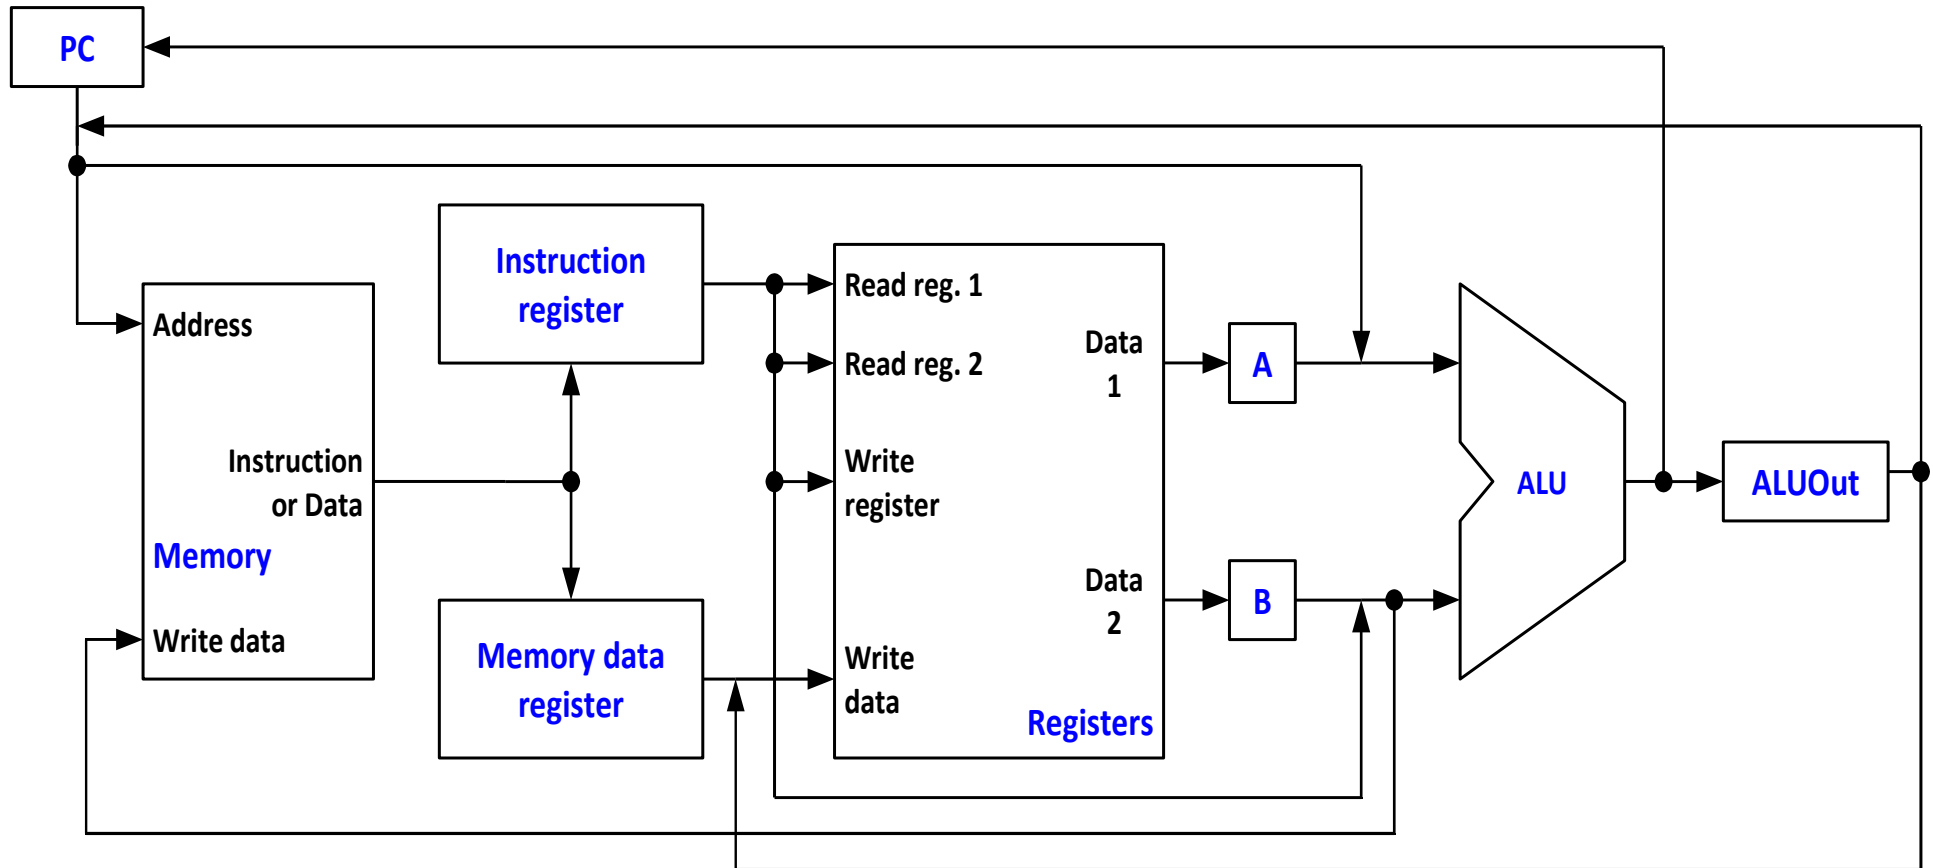 PC
Instruction
register
Read reg. 1
Address
Data
1
A
Read reg. 2
Instruction
or Data
Write
register
ALU
ALUOut
Memory
Data
2
B
Write data
Memory data
register
Write
data
Registers